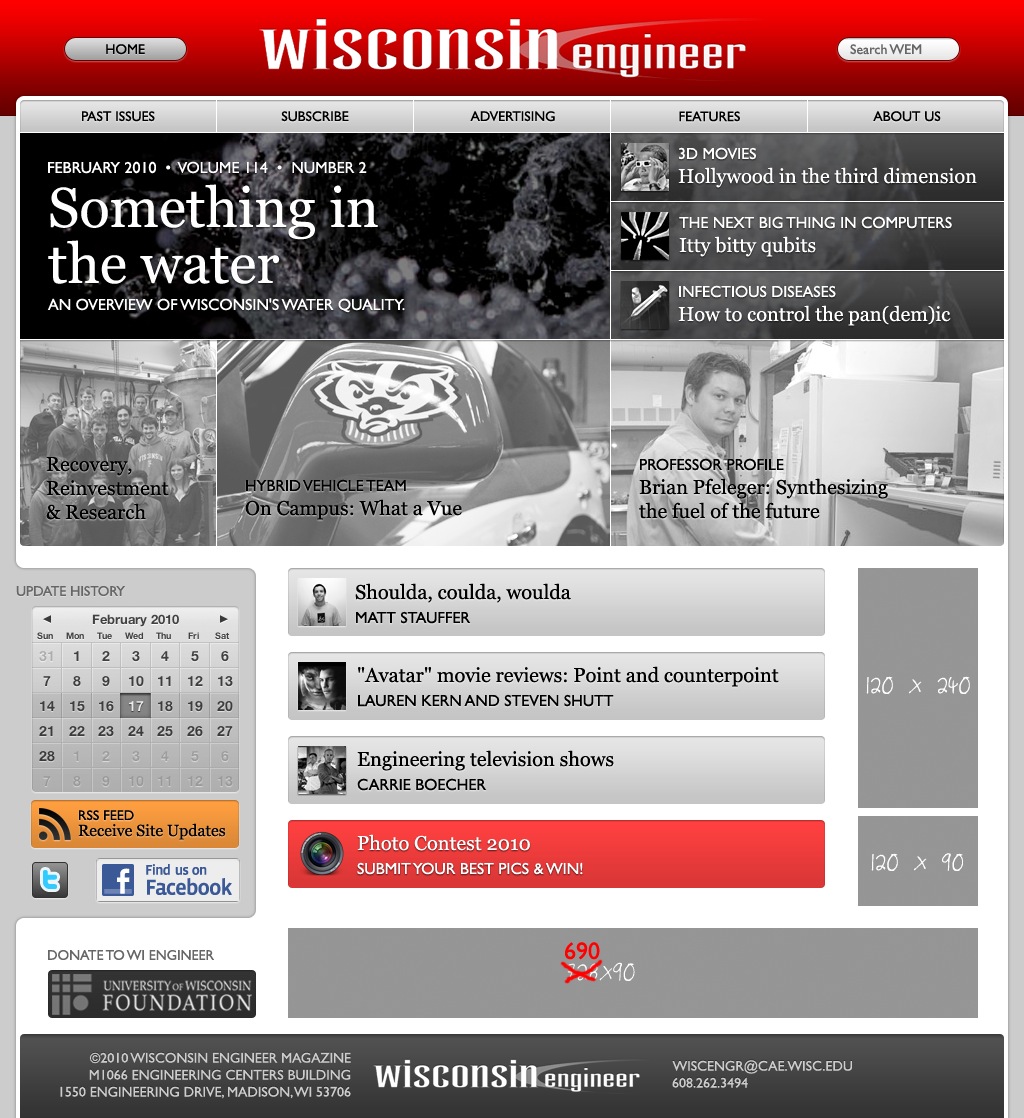 HOME
wisconsin engineer
Search WEM
PAST ISSUES
SUBSCRIBE
ADVERTISING
FEATURES
ABOUT US
FEBRUARY 2010 • VOLUME 114 • NUMBER 2
Something in
the water
AN OVERVIEW OF WISCONSIN'S WATER QUALITY.
3D MOVIES
Hollywood in the third dimension
THE NEXT BIG THING IN COMPUTERS
Itty bitty qubits
INFECTIOUS DISEASES
How to control the pan(dem)ic
Recovery,
Reinvestment
& Research
HYBRID VEHICLE TEAM
On Campus: What a Vue
PROFESSOR PROFILE
Brian Pfeleger: Synthesizing
the fuel of the future
UPDATE HISTORY
◄ February 2010 ►
Sun Mon Tue Wed Thu Fri Sat
31 1 2 3 4 5 6
7 8 9 10 11 12 13
14 15 16 17 18 19 20
21 22 23 24 25 26 27
28 1 2 3 4 5 6
7 8 9 10 11 12 13
RSS FEED
Receive Site Updates
t
Find us on
f Facebook
Shoulda, coulda, woulda
MATT STAUFFER
"Avatar" movie reviews: Point and counterpoint
LAUREN KERN AND STEVEN SHUTT
Engineering television shows
CARRIE BOECHER
Photo Contest 2010
SUBMIT YOUR BEST PICS & WIN!
120 x 240
120 x 90
DONATE TO WI ENGINEER
UNIVERSITY OF WISCONSIN
FOUNDATION
690
x90
©2010 WISCONSIN ENGINEER MAGAZINE
M1066 ENGINEERING CENTERS BUILDING
1550 ENGINEERING DRIVE, MADISON, WI 53706
wisconsin engineer
WISCENGR@CAE.WISC.EDU
608.262.3494